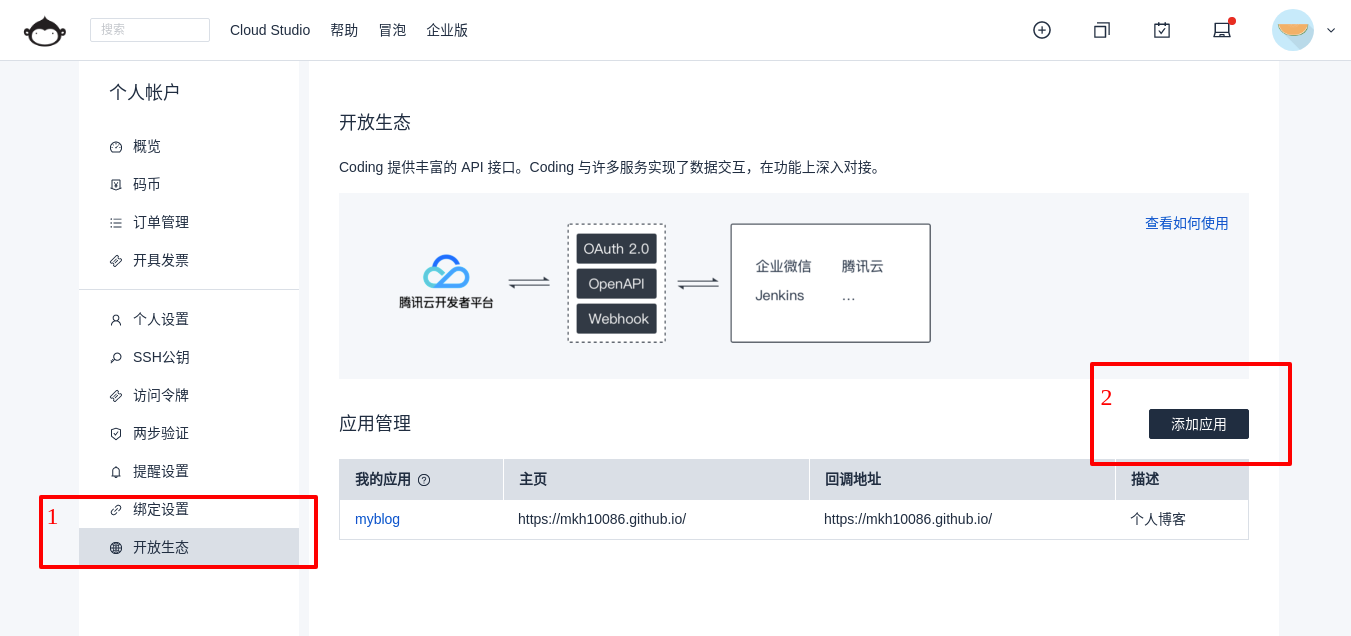 搜索
Cloud Studio 帮助 冒泡 企业版
个人帐户
概览
码币
订单管理
开具发票
个人设置
SSH公钥
访问令牌
两步验证
提醒设置
绑定设置
1
开放生态
开放生态
Coding 提供丰富的 API 接口。Coding 与许多服务实现了数据交互，在功能上深入对接。
查看如何使用
腾讯云开发者平台
OAuth 2.0
OpenAPI
Webhook
企业微信 腾讯云
Jenkins ...
2
应用管理 添加应用
我的应用 主页 回调地址 描述
myblog https://mkh10086.github.io/ https://mkh10086.github.io/ 个人博客